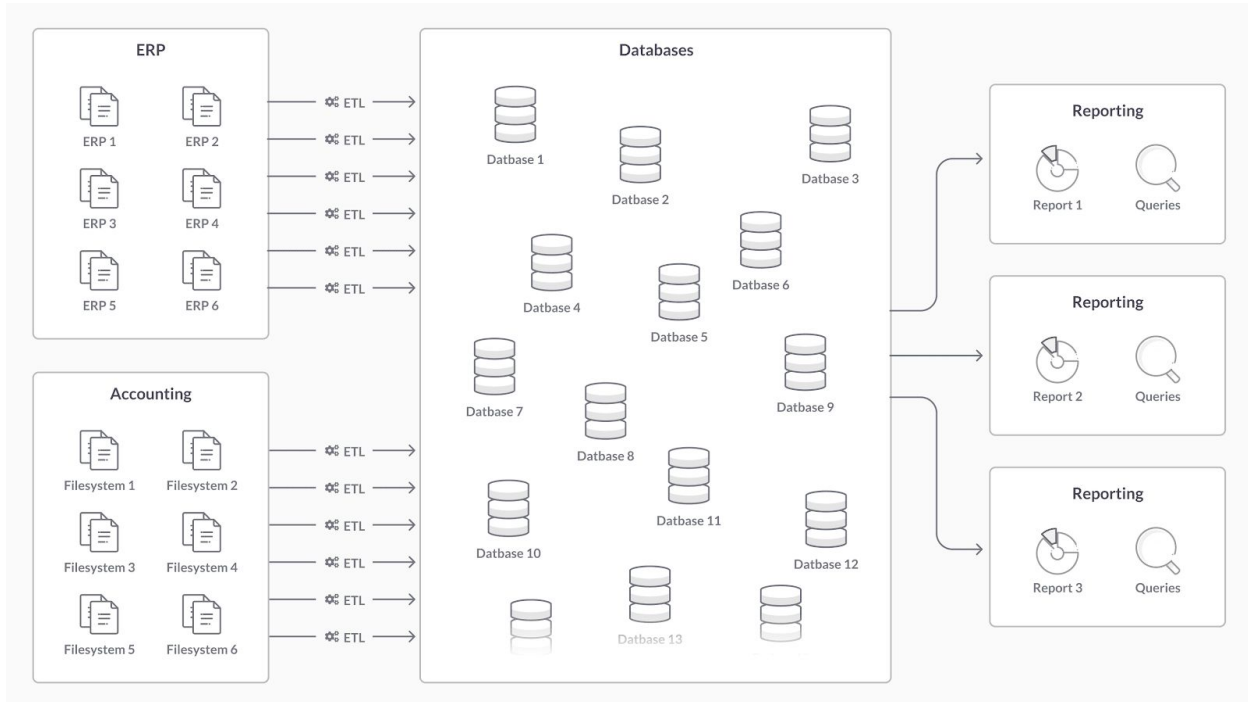 ERP
ERP 1
ERP 2
ERP 3
ERP 4
ERP 5
ERP 6
ETL
ETL
ETL
ETL
ETL
ETL
Accounting
Filesystem 1
Filesystem 2
Filesystem 3
Filesystem 4
Filesystem 5
Filesystem 6
ETL
ETL
ETL
ETL
ETL
ETL
Databases
Datbase 1
Datbase 2
Datbase 3
Datbase 4
Datbase 5
Datbase 6
Datbase 7
Datbase 8
Datbase 9
Datbase 10
Datbase 11
Datbase 12
Datbase 13
Reporting
Report 1
Queries
Reporting
Report 2
Queries
Reporting
Report 3
Queries